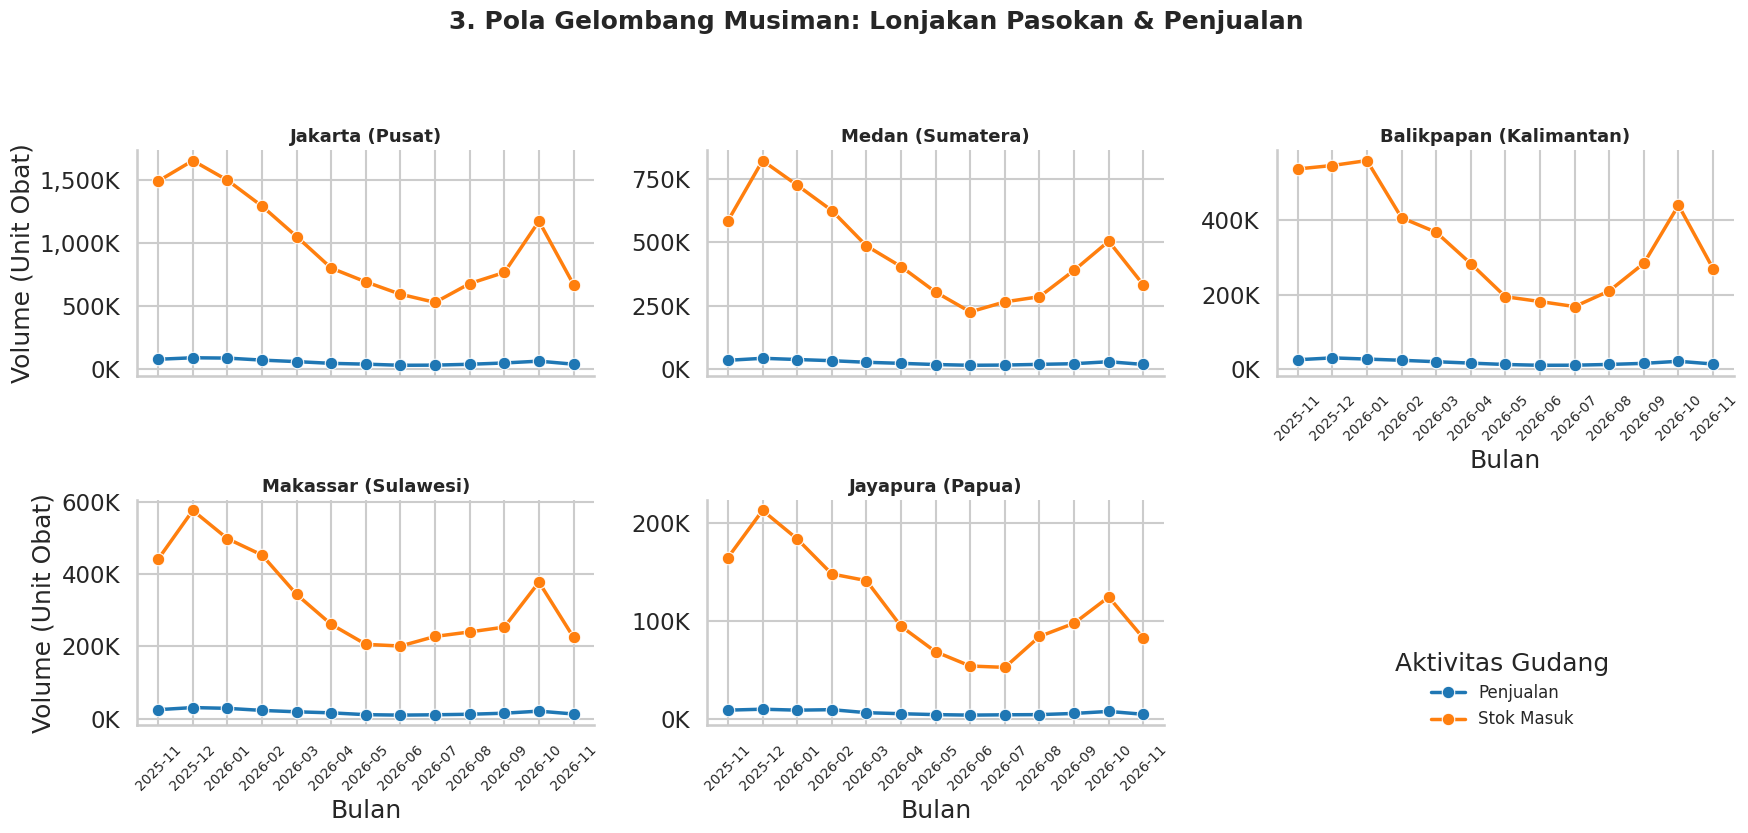 3. Pola Gelombang Musiman: Lonjakan Pasokan & Penjualan
Jakarta (Pusat)
Volume (Unit Obat)
1,500K
1,000K
500K
0K
Medan (Sumatera)
750K
500K
250K
0K
Balikpapan (Kalimantan)
400K
200K
0K
2025-11 2025-12 2026-01 2026-02 2026-03 2026-04 2026-05 2026-06 2026-07 2026-08 2026-09 2026-10 2026-11
Bulan
Makassar (Sulawesi)
Volume (Unit Obat)
600K
400K
200K
0K
2025-11 2025-12 2026-01 2026-02 2026-03 2026-04 2026-05 2026-06 2026-07 2026-08 2026-09 2026-10 2026-11
Bulan
Jayapura (Papua)
200K
100K
0K
2025-11 2025-12 2026-01 2026-02 2026-03 2026-04 2026-05 2026-06 2026-07 2026-08 2026-09 2026-10 2026-11
Bulan
Aktivitas Gudang
Penjualan
Stok Masuk